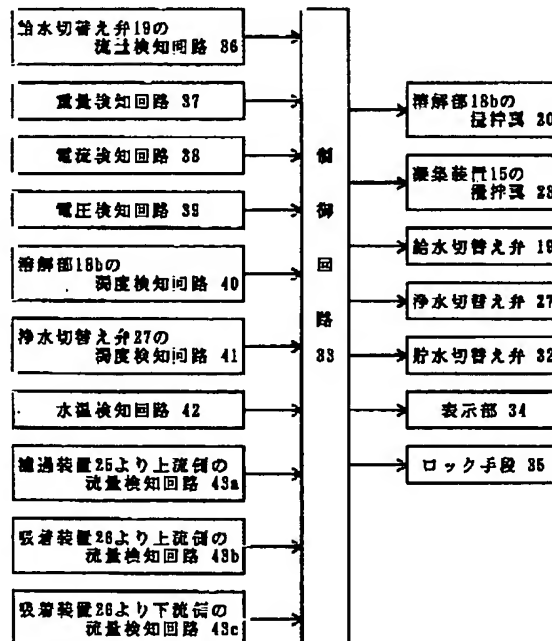 給水切替え弁19の
流量検知回路 36
重量検知回路 37
電流検知回路 38
電圧検知回路 39
溶解部18bの
濁度検知回路 40
浄水切替え弁27の
濁度検知回路 41
水温検知回路 42
濾過装置25より上流側の
流量検知回路 43a
吸着装置26より上流側の
流量検知回路 43b
吸着装置26より下流側の
流量検知回路 43c
制
御
回
路
33
溶解部18bの
撹拌翼 20
凝集装置15の
撹拌翼 23
給水切替え弁 19
浄水切替え弁 27
貯水切替え弁 32
表示部 34
ロック手段 35